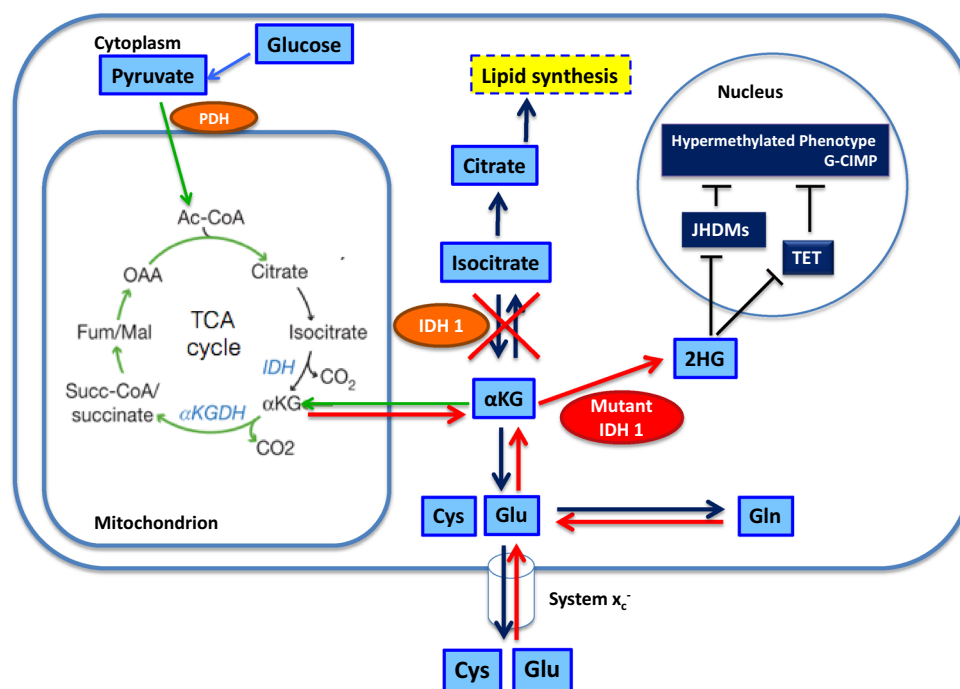 Cytoplasm
Glucose
Pyruvate
PDH
Lipid synthesis
Nucleus
Hypermethylated Phenotype
G-CIMP
Citrate
JHDMs
TET
Isocitrate
Ac-CoA
OAA
Citrate
Fum/Mal
TCA
cycle
Isocitrate
IDH
CO2
Succ-CoA/
succinate
αKGDH
αKG
CO2
IDH 1
2HG
αKG
Mutant
IDH 1
Mitochondrion
Cys
Glu
Gln
System xc-
Cys
Glu